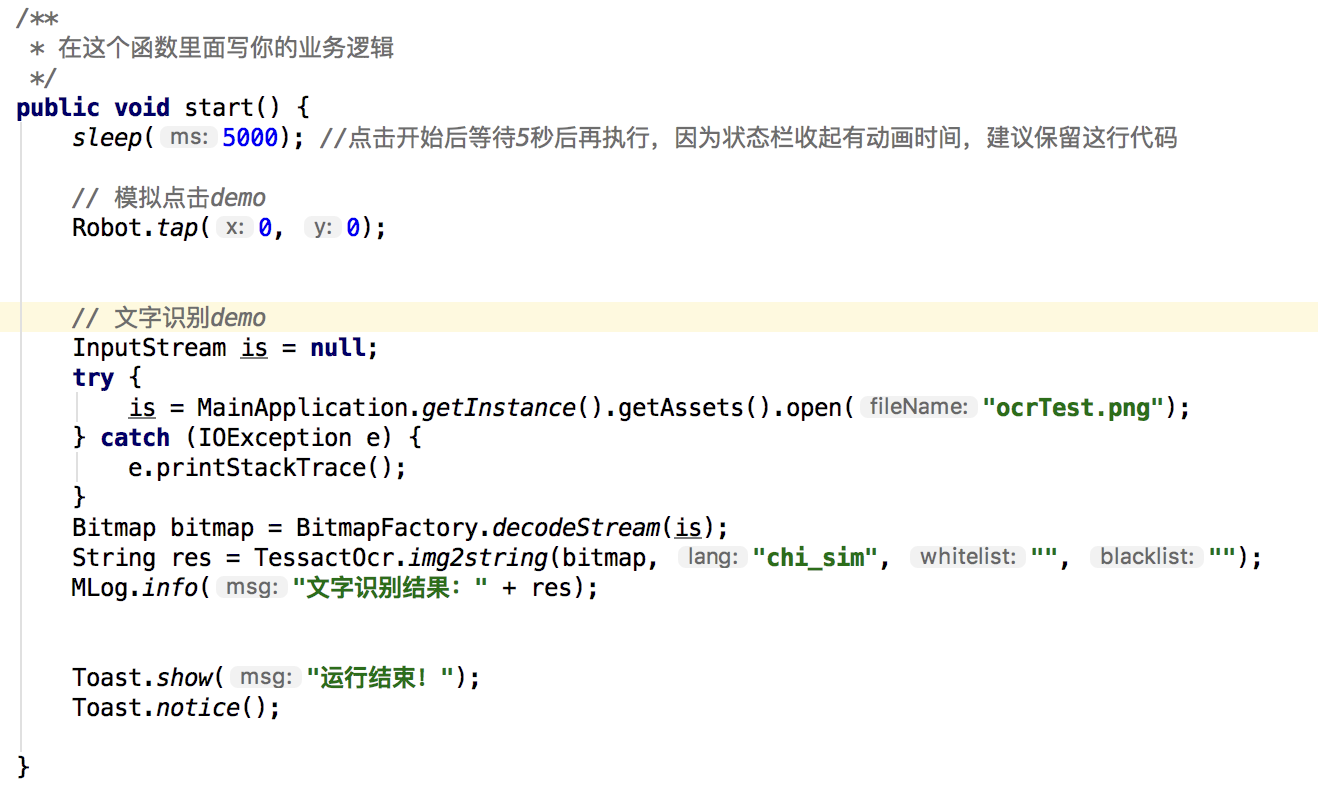 /**
 * 在这个函数里面写你的业务逻辑
 */
public void start() {
    sleep( ms: 5000); //点击开始后等待5秒后再执行，因为状态栏收起有动画时间，建议保留这行代码
    // 模拟点击demo
    Robot.tap( x: 0, y: 0);
    // 文字识别demo
    InputStream is = null;
    try {
        is = MainApplication.getInstance().getAssets().open( fileName: "ocrTest.png");
    } catch (IOException e) {
        e.printStackTrace();
    }
    Bitmap bitmap = BitmapFactory.decodeStream(is);
    String res = TessactOcr.img2string(bitmap, lang: "chi_sim", whitelist: "", blacklist: "");
    MLog.info( msg: "文字识别结果：" + res);
    Toast.show( msg: "运行结束！");
    Toast.notice();
}